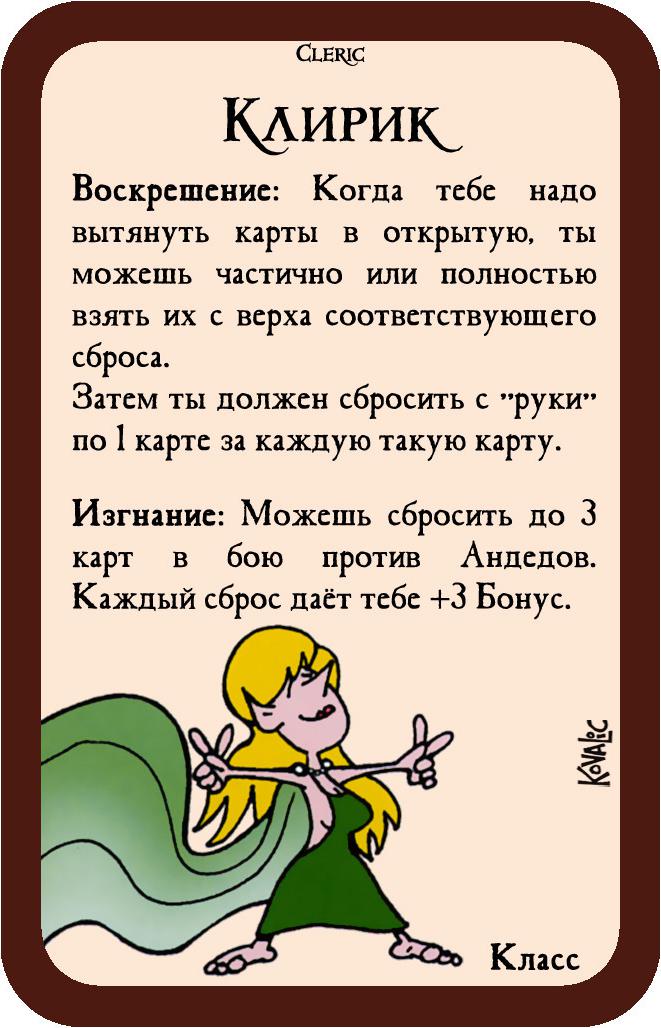 Cleric
Клирик
Воскрешение: Когда тебе надо
вытянуть карты в открытую, ты
можешь частично или полностью
взять их с верха соответствующего
сброса.
Затем ты должен сбросить с ”руки”
по 1 карте за каждую такую карту.
Изгнание: Можешь сбросить до 3
карт в бою против Андедов.
Каждый сброс даёт тебе +3 Бонус.
Kovalic
Класс